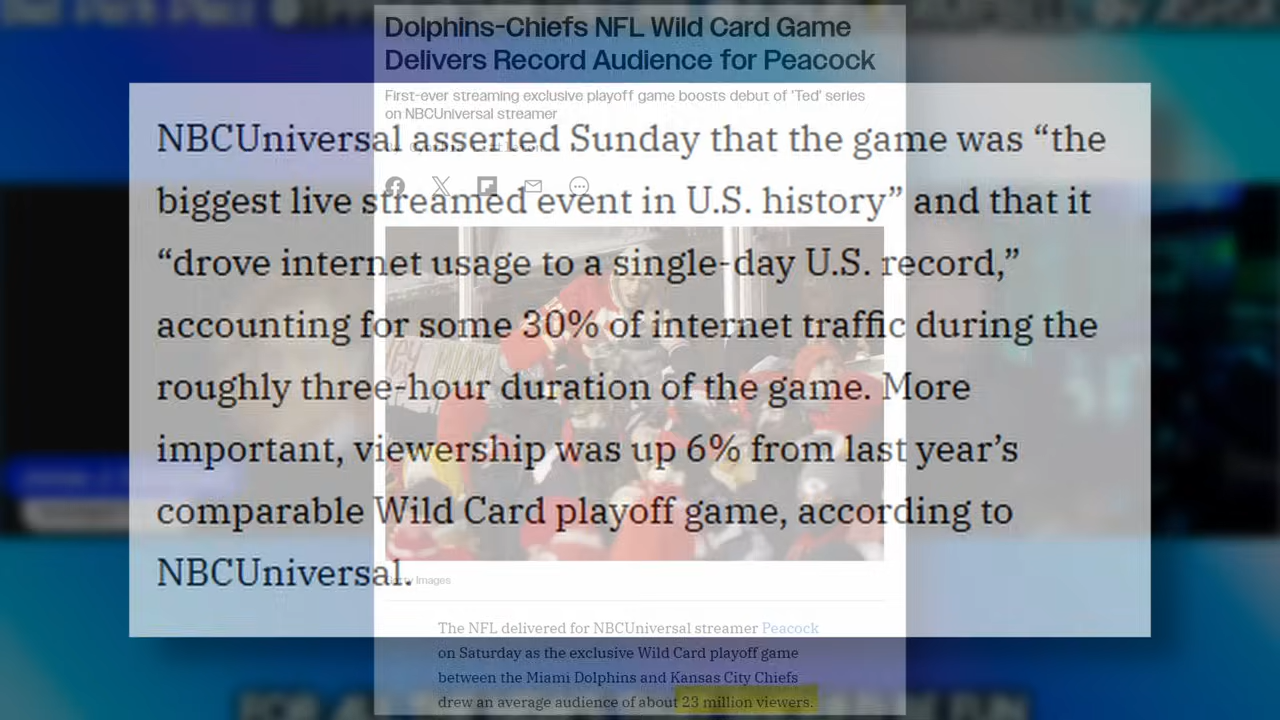 Dolphins-Chiefs NFL Wild Card Game
Delivers Record Audience for Peacock
First-ever streaming exclusive playoff game boosts debut of 'Ted' series
on NBCUniversal streamer
NBCUniversal asserted Sunday that the game was “the
biggest live streamed event in U.S. history” and that it
“drove internet usage to a single-day U.S. record,”
accounting for some 30% of internet traffic during the
roughly three-hour duration of the game. More
important, viewership was up 6% from last year’s
comparable Wild Card playoff game, according to
NBCUniversal.
Images
The NFL delivered for NBCUniversal streamer Peacock
on Saturday as the exclusive Wild Card playoff game
between the Miami Dolphins and Kansas City Chiefs
drew an average audience of about 23 million viewers.